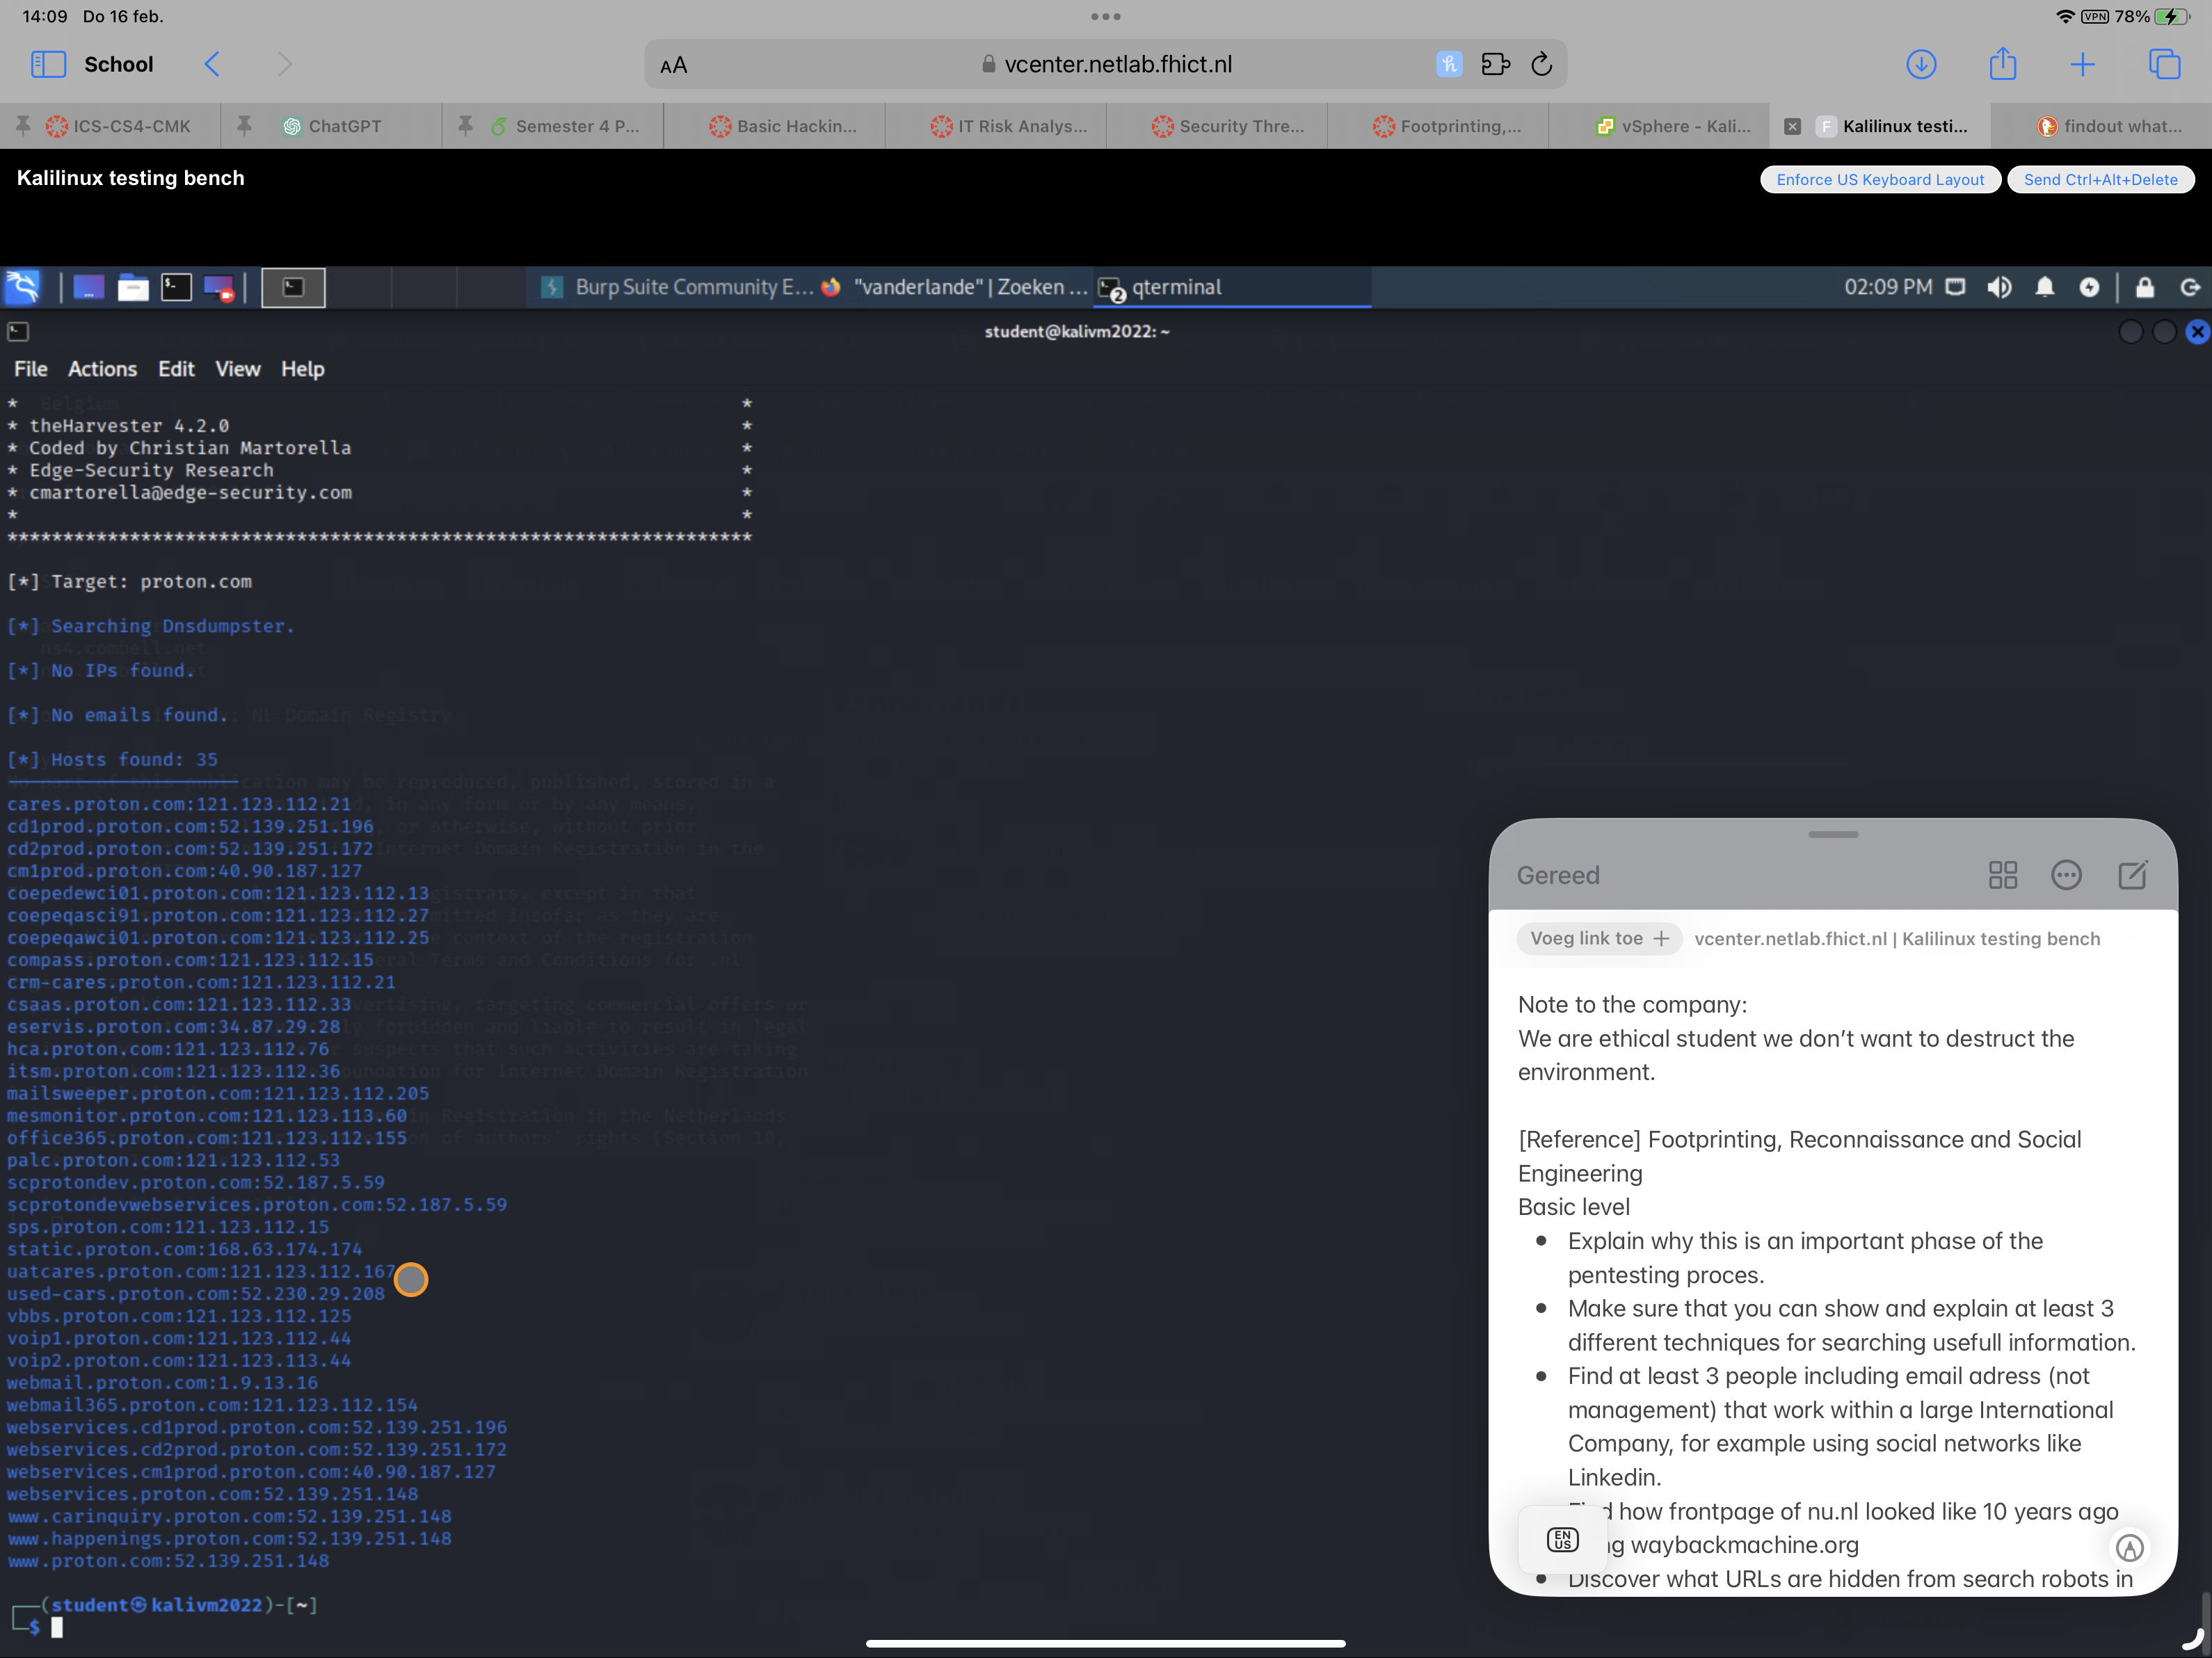 14:09 Do 16 feb.
VPN 78%
School
AA vcenter.netlab.fhict.nl
ICS-CS4-CMK
ChatGPT
Semester 4 P...
Basic Hackin...
IT Risk Analys...
Security Thre...
Footprinting,...
vSphere - Kali...
F Kalilinux testi...
findout what...
Kalilinux testing bench
Enforce US Keyboard Layout
Send Ctrl+Alt+Delete
Burp Suite Community E...
"vanderlande" | Zoeken ...
2 qterminal
02:09 PM
student@kalivm2022: ~
File Actions Edit View Help
* *
* theHarvester 4.2.0 *
* Coded by Christian Martorella *
* Edge-Security Research *
* cmartorella@edge-security.com *
* *
*******************************************************************
[*] Target: proton.com
[*] Searching Dnsdumpster.
[*] No IPs found.
[*] No emails found.
[*] Hosts found: 35
cares.proton.com:121.123.112.21
cd1prod.proton.com:52.139.251.196
cd2prod.proton.com:52.139.251.172
cm1prod.proton.com:40.90.187.127
coepedewci01.proton.com:121.123.112.13
coepeqasci91.proton.com:121.123.112.27
coepeqawci01.proton.com:121.123.112.25
compass.proton.com:121.123.112.15
crm-cares.proton.com:121.123.112.21
csaas.proton.com:121.123.112.33
eservis.proton.com:34.87.29.28
hca.proton.com:121.123.112.76
itsm.proton.com:121.123.112.36
mailsweeper.proton.com:121.123.112.205
mesmonitor.proton.com:121.123.113.60
office365.proton.com:121.123.112.155
palc.proton.com:121.123.112.53
scprotondev.proton.com:52.187.5.59
scprotondevwebservices.proton.com:52.187.5.59
sps.proton.com:121.123.112.15
static.proton.com:168.63.174.174
uatcares.proton.com:121.123.112.167
used-cars.proton.com:52.230.29.208
vbbs.proton.com:121.123.112.125
voip1.proton.com:121.123.112.44
voip2.proton.com:121.123.113.44
webmail.proton.com:1.9.13.16
webmail365.proton.com:121.123.112.154
webservices.cd1prod.proton.com:52.139.251.196
webservices.cd2prod.proton.com:52.139.251.172
webservices.cm1prod.proton.com:40.90.187.127
webservices.proton.com:52.139.251.148
www.carinquiry.proton.com:52.139.251.148
www.happenings.proton.com:52.139.251.148
www.proton.com:52.139.251.148
(student㉿kalivm2022)-[~]
$
Gereed
Voeg link toe + vcenter.netlab.fhict.nl | Kalilinux testing bench
Note to the company:
We are ethical student we don't want to destruct the
environment.
[Reference] Footprinting, Reconnaissance and Social
Engineering
Basic level
• Explain why this is an important phase of the
pentesting proces.
• Make sure that you can show and explain at least 3
different techniques for searching usefull information.
• Find at least 3 people including email adress (not
management) that work within a large International
Company, for example using social networks like
Linkedin.
how frontpage of nu.nl looked like 10 years ago
waybackmachine.org
• Discover what URLs are hidden from search robots in
EN
US